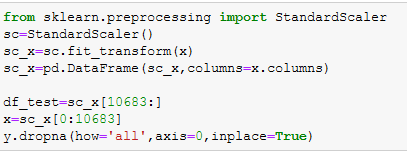 from sklearn.preprocessing import StandardScaler
sc=StandardScaler()
sc_x=sc.fit_transform(x)
sc_x=pd.DataFrame(sc_x,columns=x.columns)
df_test=sc_x[10683:]
x=sc_x[0:10683]
y.dropna(how='all',axis=0,inplace=True)